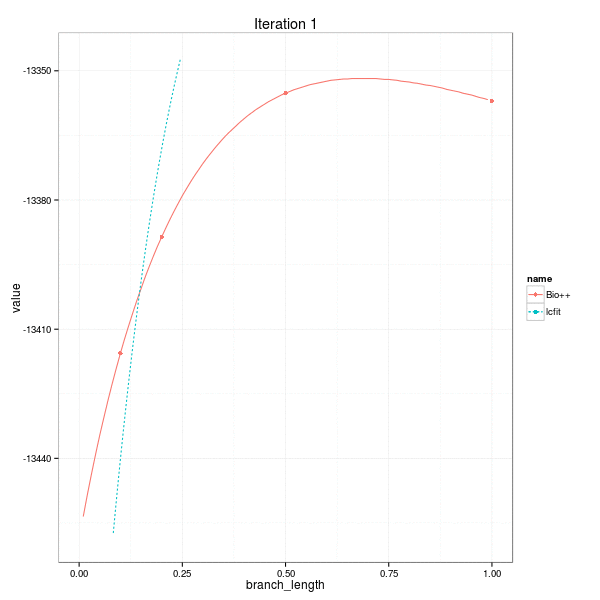 Iteration 1
-13350
-13380
-13410
-13440
value
0.00
0.25
0.50
0.75
1.00
branch_length
name
Bio++
lcfit